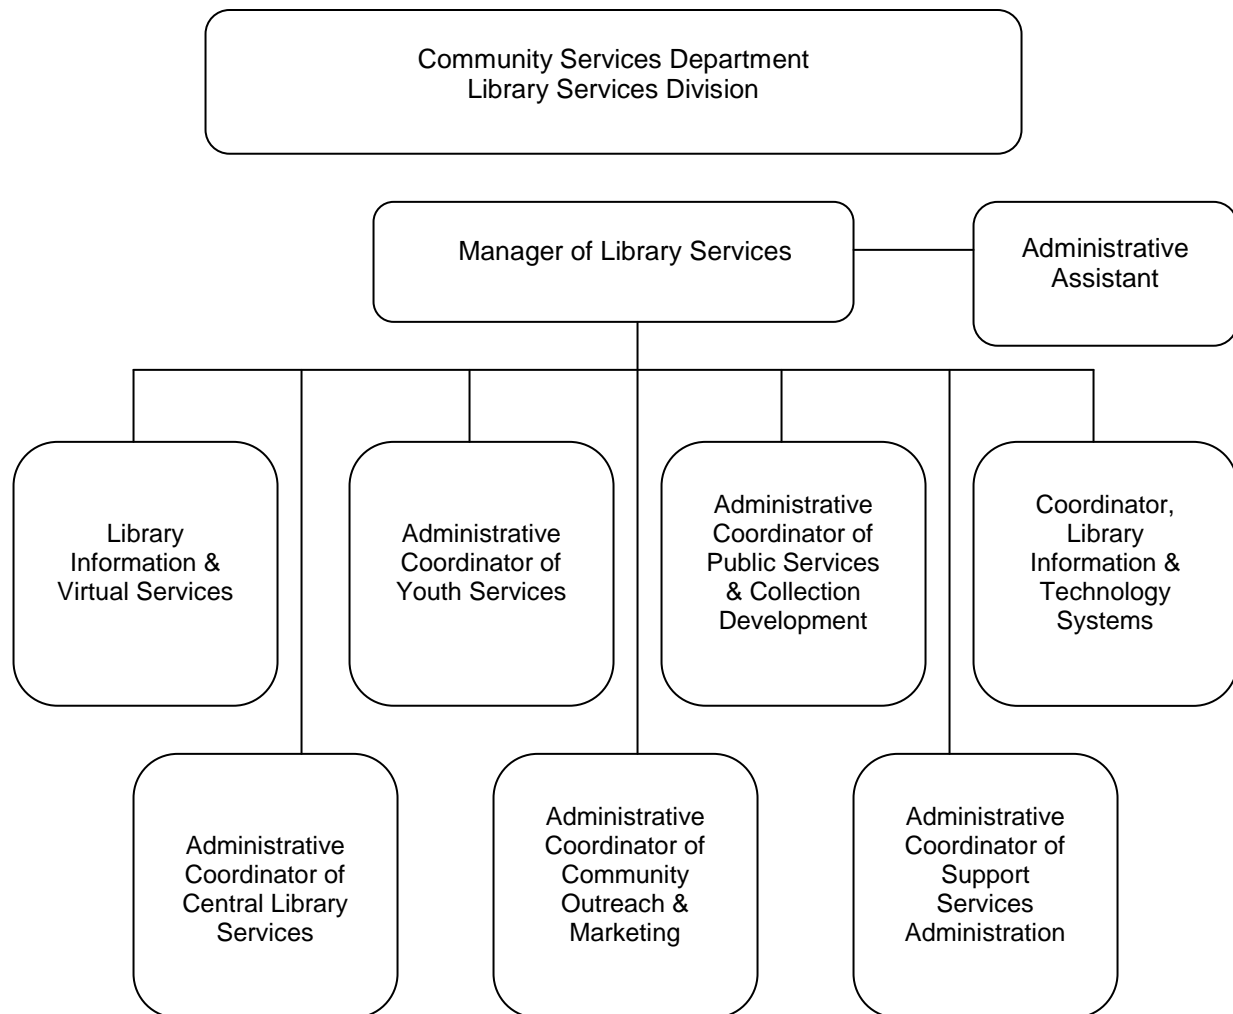 Community Services Department
Library Services Division
Manager of Library Services
Administrative
Assistant
Library
Information &
Virtual Services
Administrative
Coordinator of
Youth Services
Administrative
Coordinator of
Public Services
& Collection
Development
Coordinator,
Library
Information &
Technology
Systems
Administrative
Coordinator of
Central Library
Services
Administrative
Coordinator of
Community
Outreach &
Marketing
Administrative
Coordinator of
Support
Services
Administration